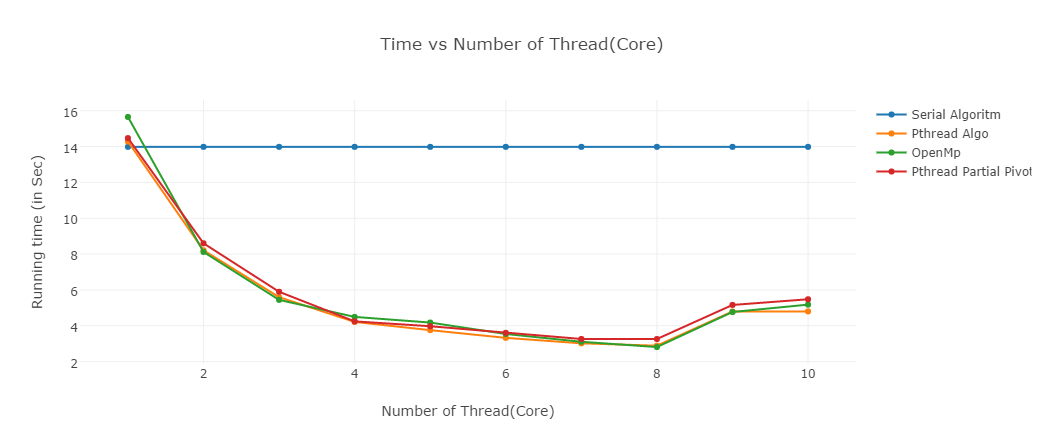 Time vs Number of Thread(Core)
16
14
12
10
8
6
4
2
Running time (in Sec)
2
4
6
8
10
Number of Thread(Core)
Serial Algoritm
Pthread Algo
OpenMp
Pthread Partial Pivot